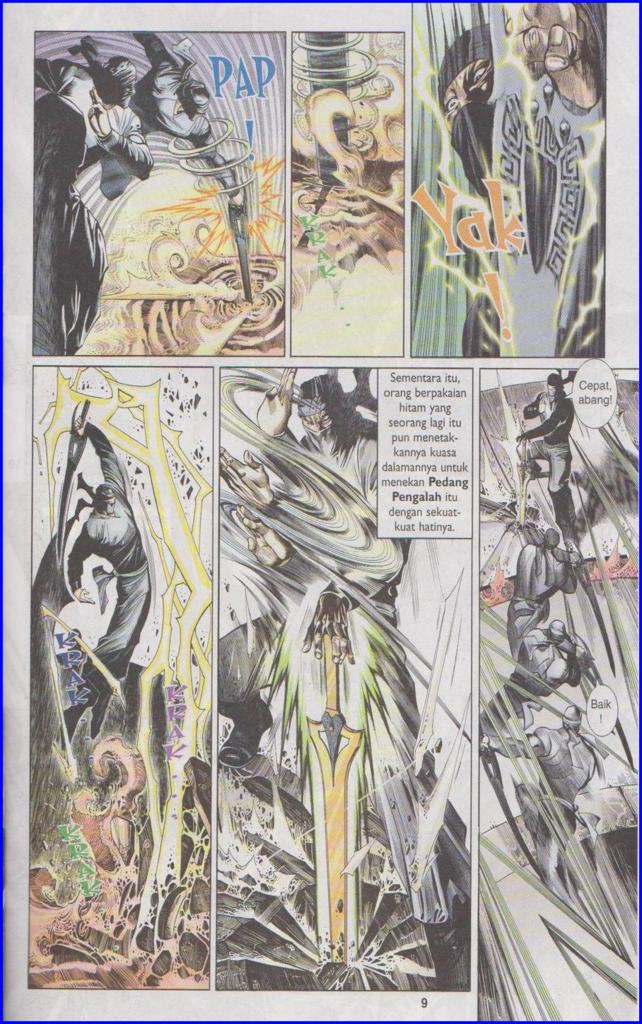 PAP
!
KRAK
Yak
!
KRAK
KRAK
KRAK
Sementara itu,
orang berpakaian
hitam yang
seorang lagi itu
pun menetak-
kannya kuasa
dalamannya untuk
menekan Pedang
Pengalah itu
dengan sekuat-
kuat hatinya.
Cepat,
abang!
Baik
!
9